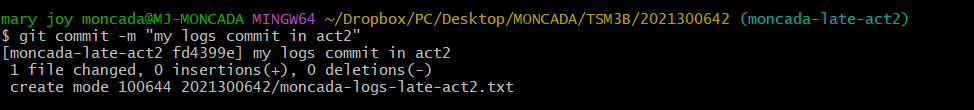 mary joy moncada@MJ-MONCADA MINGW64 ~/Dropbox/PC/Desktop/MONCADA/TSM3B/2021300642 (moncada-late-act2)
$ git commit -m "my logs commit in act2"
[moncada-late-act2 fd4399e] my logs commit in act2
 1 file changed, 0 insertions(+), 0 deletions(-)
 create mode 100644 2021300642/moncada-logs-late-act2.txt